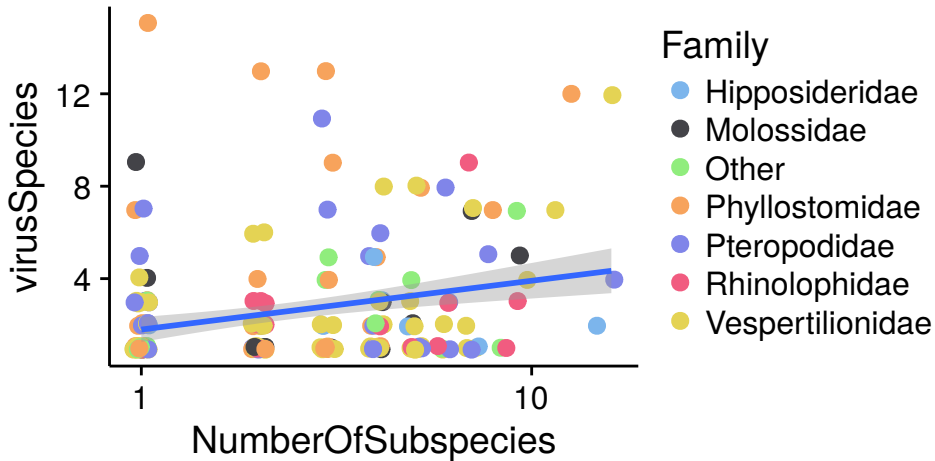 virusSpecies
12
8
4
1
10
NumberOfSubspecies
Family
Hipposideridae
Molossidae
Other
Phyllostomidae
Pteropodidae
Rhinolophidae
Vespertilionidae